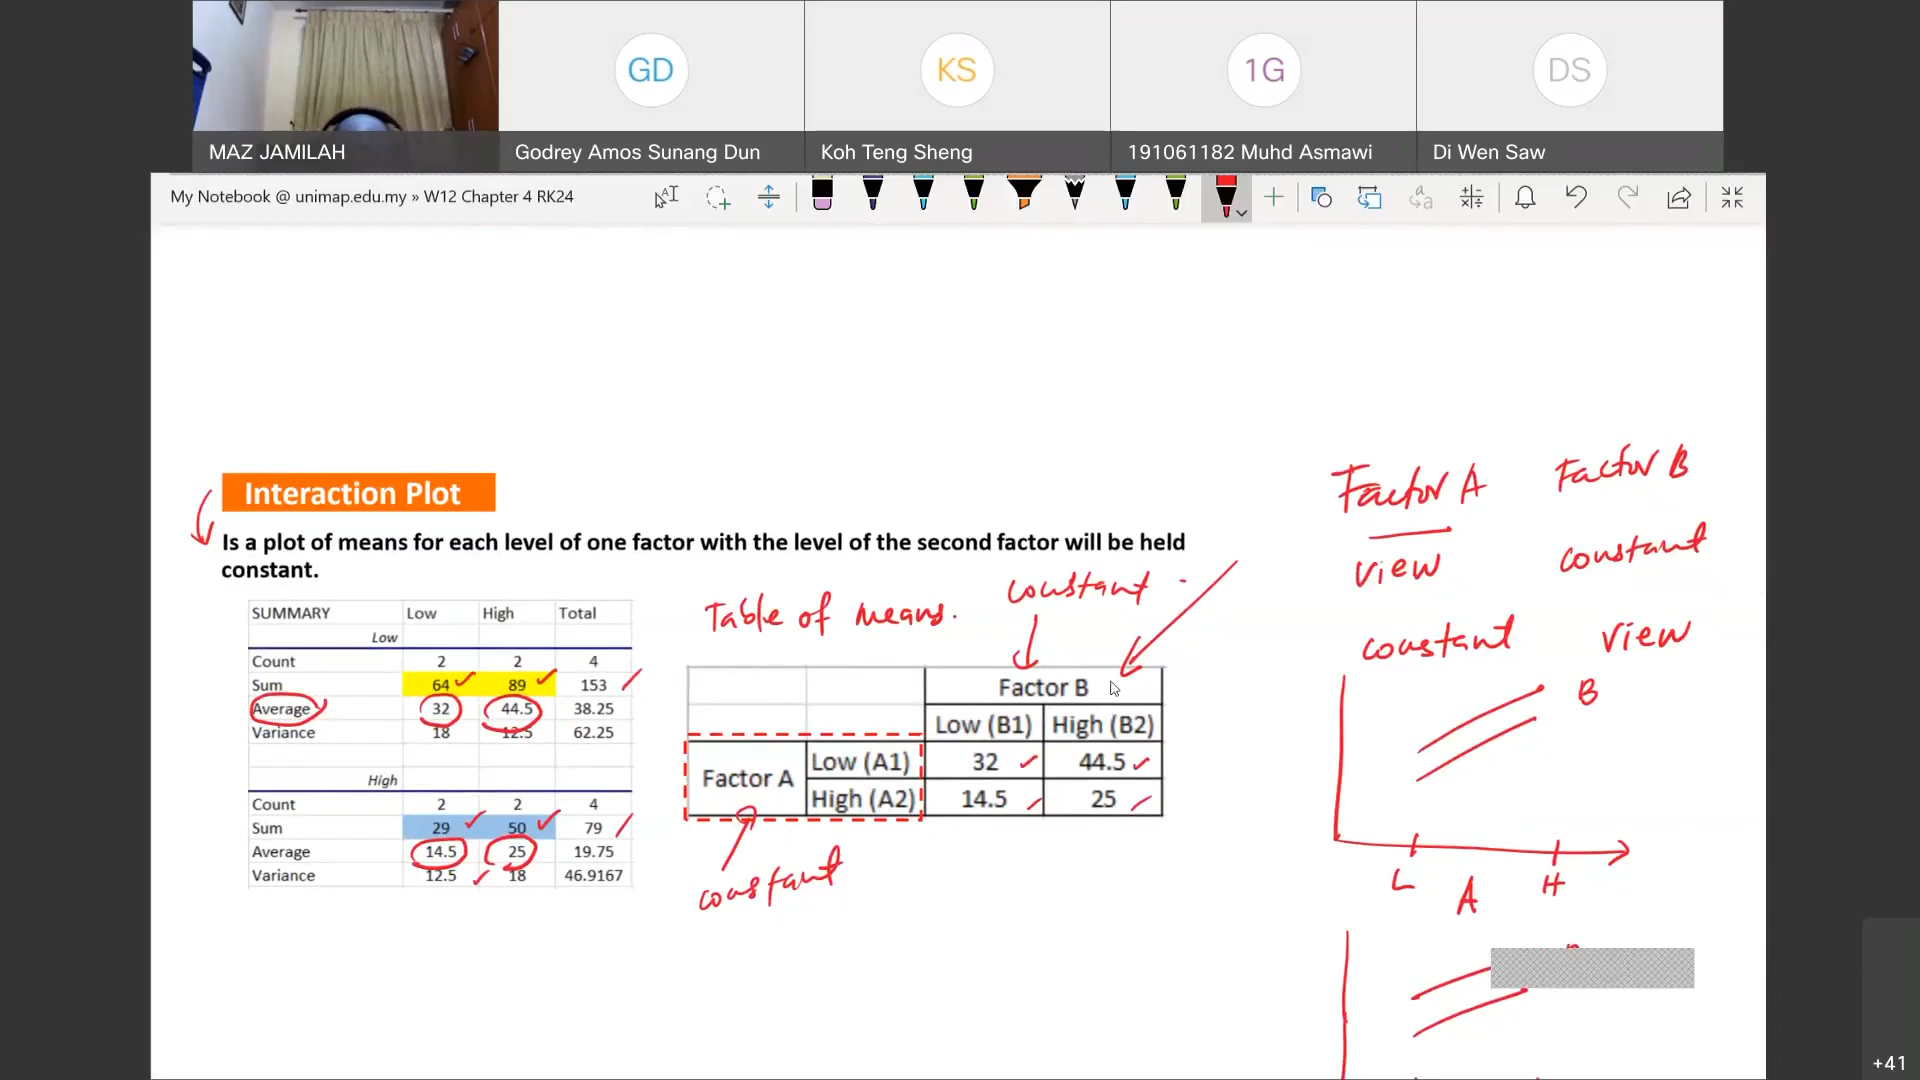 GD
KS
1G
DS
MAZ JAMILAH
Godrey Amos Sunang Dun
Koh Teng Sheng
191061182 Muhd Asmawi
Di Wen Saw
My Notebook @ unimap.edu.my » W12 Chapter 4 RK24
Interaction Plot
Is a plot of means for each level of one factor with the level of the second factor will be held
constant.
SUMMARY Low High Total
Low
Count 2 2 4
Sum 64 89 153
Average 32 44.5 38.25
Variance 18 12.5 62.25
High
Count 2 2 4
Sum 29 50 79
Average 14.5 25 19.75
Variance 12.5 18 46.9167
Table of means.
constant
Factor B
Low (B1) High (B2)
Factor A Low (A1) 32 44.5
High (A2) 14.5 25
constant
Factor A Factor B
view constant
constant view
B
L H
A
+41